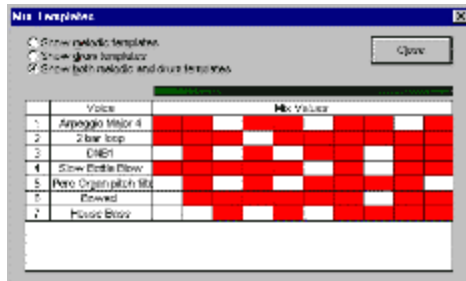 Mix Templates
Show melodic templates
Show drum templates
Show both melodic and drum templates
Close
Voice Mix Values
1 Arpeggio Major 4
2 2 bar loop
3 DNB1
4 Slow Bottle Blow
5 Perc Organ pitch
6 Bowed
7 House Bass